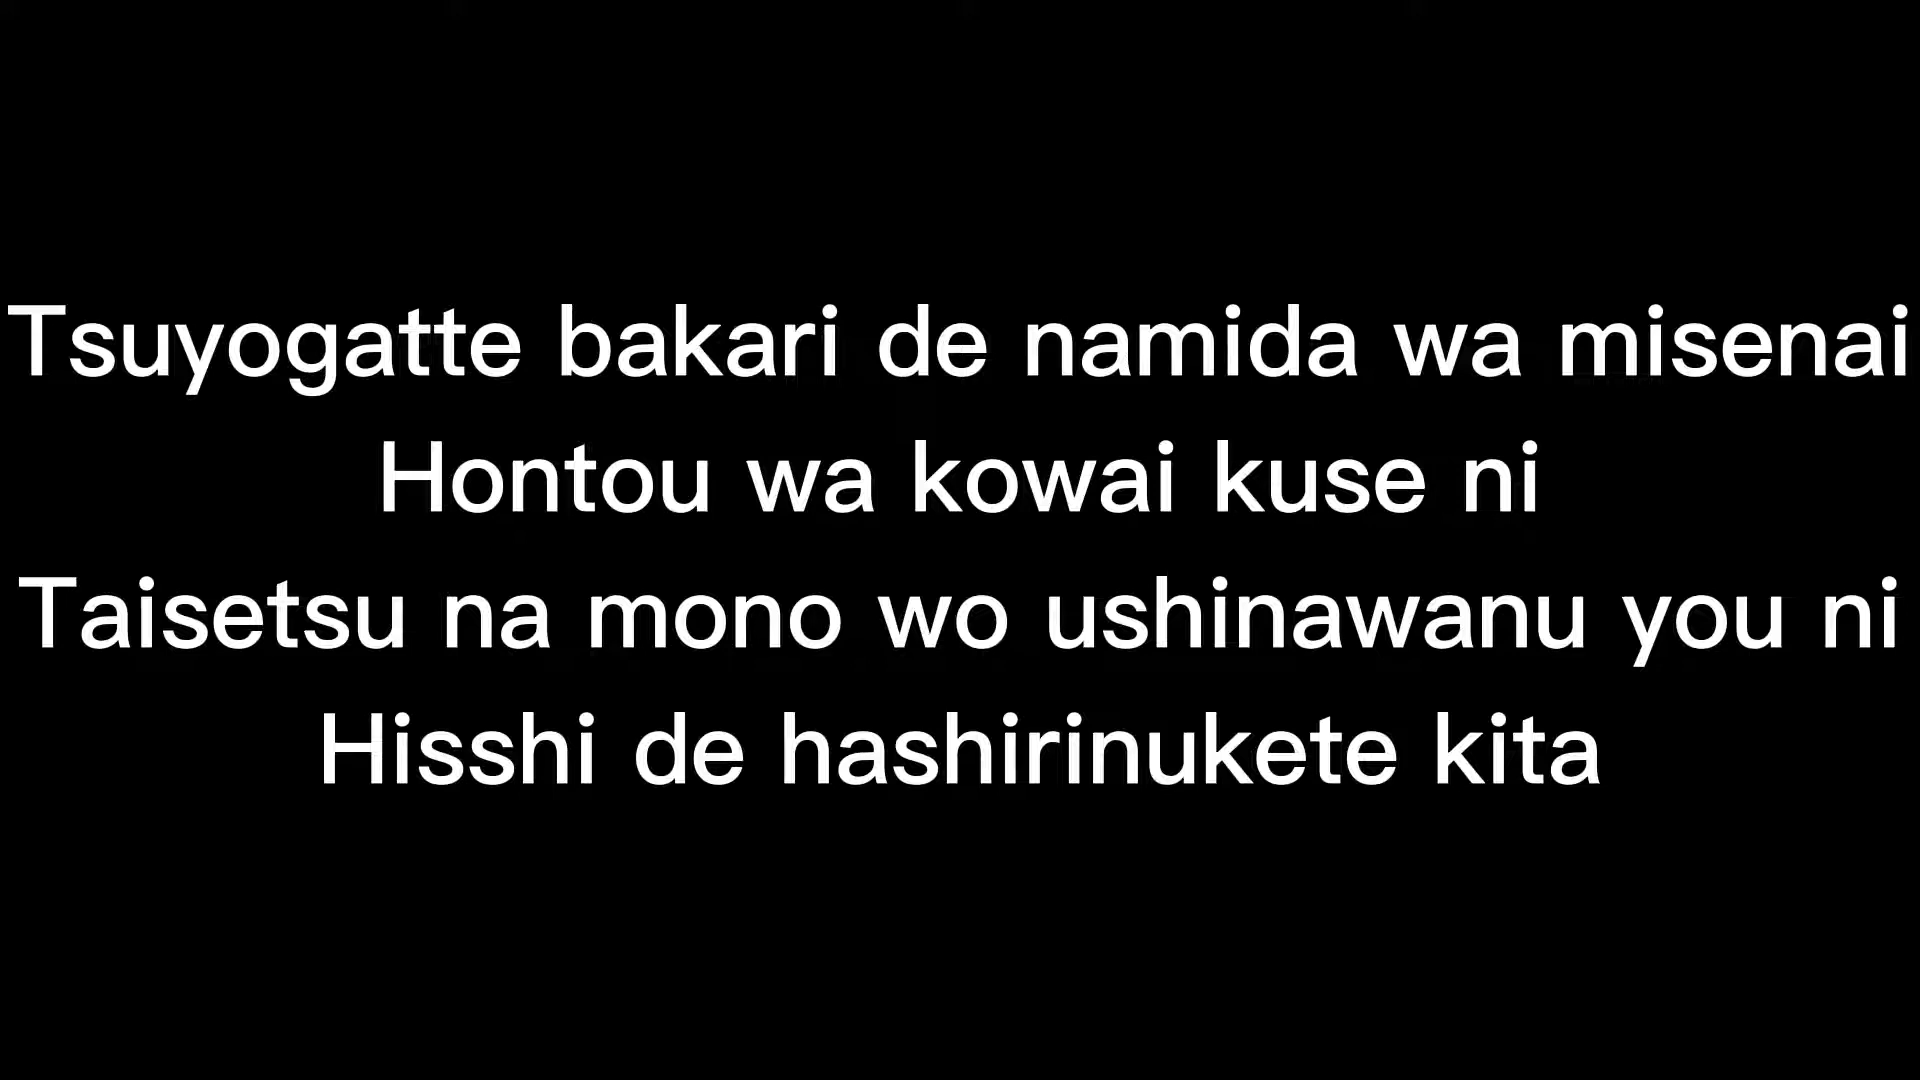 Tsuyogatte bakari de namida wa misenai
Hontou wa kowai kuse ni
Taisetsu na mono wo ushinawanu you ni
Hisshi de hashirinukete kita